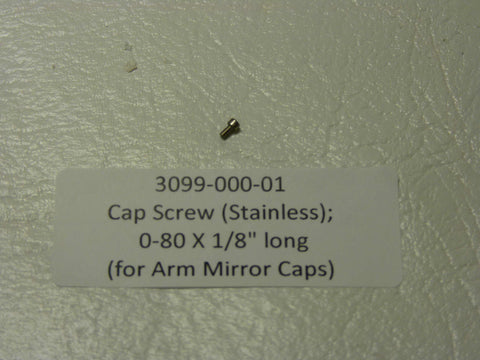 3099-000-01
Cap Screw (Stainless);
0-80 X 1/8" long
(for Arm Mirror Caps)